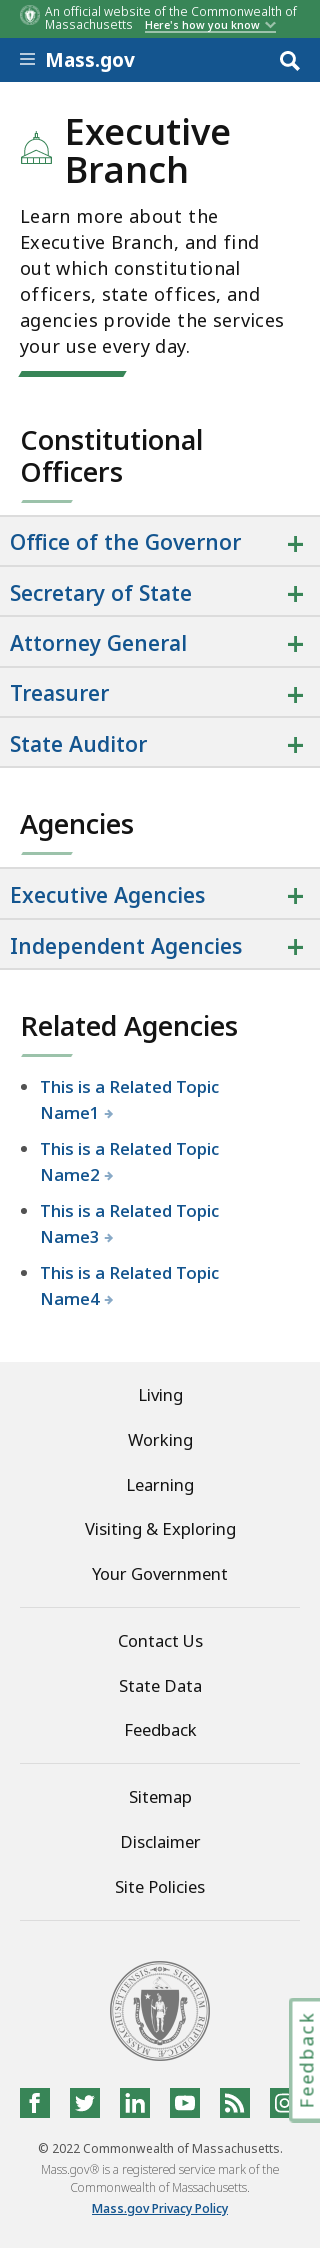 An official website of the Commonwealth of
Massachusetts Here's how you know
Mass.gov
Executive
Branch
Learn more about the
Executive Branch, and find
out which constitutional
officers, state offices, and
agencies provide the services
your use every day.
Constitutional
Officers
Office of the Governor
Secretary of State
Attorney General
Treasurer
State Auditor
Agencies
Executive Agencies
Independent Agencies
Related Agencies
This is a Related Topic
Name1
This is a Related Topic
Name2
This is a Related Topic
Name3
This is a Related Topic
Name4
Living
Working
Learning
Visiting & Exploring
Your Government
Contact Us
State Data
Feedback
Sitemap
Disclaimer
Site Policies
SIGILLUM REIPUBLICÆ MASSACHUSETTENSIS
Feedback
© 2022 Commonwealth of Massachusetts.
Mass.gov® is a registered service mark of the
Commonwealth of Massachusetts.
Mass.gov Privacy Policy